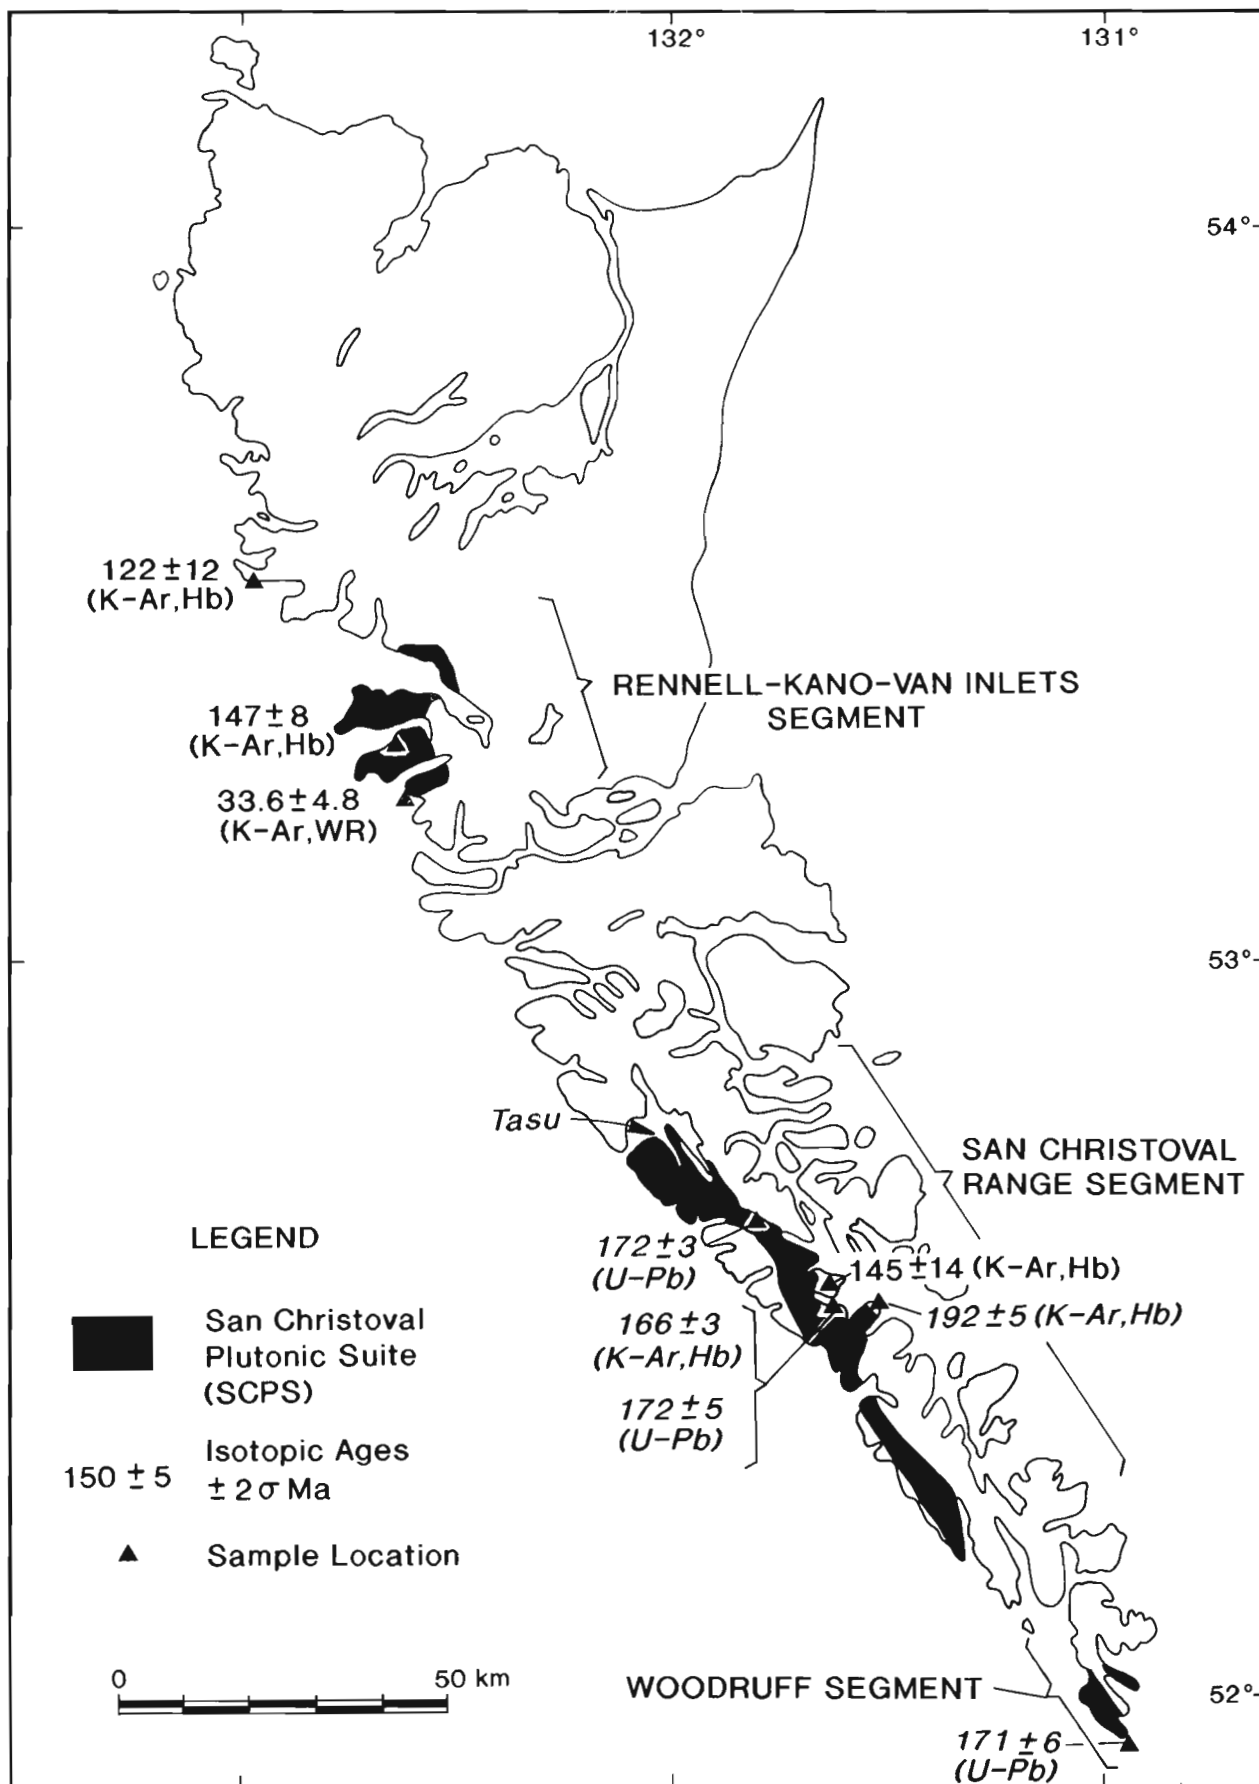 132°
131°
54°
122±12
(K-Ar,Hb)
RENNELL-KANO-VAN INLETS
SEGMENT
147±8
(K-Ar,Hb)
33.6±4.8
(K-Ar,WR)
53°
Tasu
SAN CHRISTOVAL
RANGE SEGMENT
172±3
(U-Pb)
145±14 (K-Ar,Hb)
192±5 (K-Ar,Hb)
166±3
(K-Ar,Hb)
172±5
(U-Pb)
LEGEND
San Christoval
Plutonic Suite
(SCPS)
150±5
Isotopic Ages
±2σ Ma
Sample Location
0 50 km
WOODRUFF SEGMENT
52°
171±6
(U-Pb)